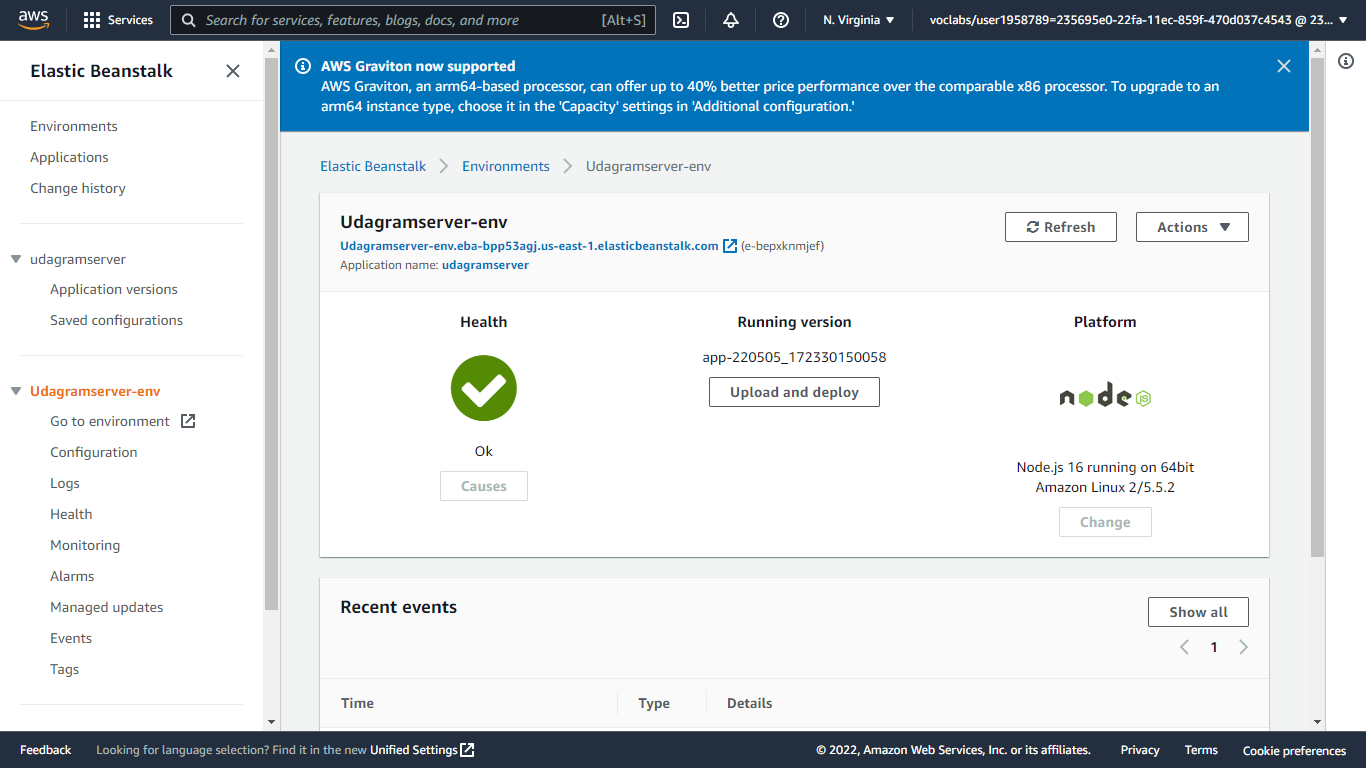 aws
Services
Search for services, features, blogs, docs, and more
[Alt+S]
N. Virginia
voclabs/user1958789=235695e0-22fa-11ec-859f-470d037c4543 @ 23...
Elastic Beanstalk
Environments
Applications
Change history
udagramserver
Application versions
Saved configurations
Udagramserver-env
Go to environment
Configuration
Logs
Health
Monitoring
Alarms
Managed updates
Events
Tags
AWS Graviton now supported
AWS Graviton, an arm64-based processor, can offer up to 40% better price performance over the comparable x86 processor. To upgrade to an
arm64 instance type, choose it in the 'Capacity' settings in 'Additional configuration.'
Elastic Beanstalk
Environments
Udagramserver-env
Udagramserver-env
Udagramserver-env.eba-bpp53agj.us-east-1.elasticbeanstalk.com (e-bepxknmjef)
Application name: udagramserver
Refresh
Actions
Health
Ok
Causes
Running version
app-220505_172330150058
Upload and deploy
Platform
node
JS
Node.js 16 running on 64bit
Amazon Linux 2/5.5.2
Change
Recent events
Show all
1
Time Type Details
Feedback
Looking for language selection? Find it in the new Unified Settings
© 2022, Amazon Web Services, Inc. or its affiliates.
Privacy
Terms
Cookie preferences